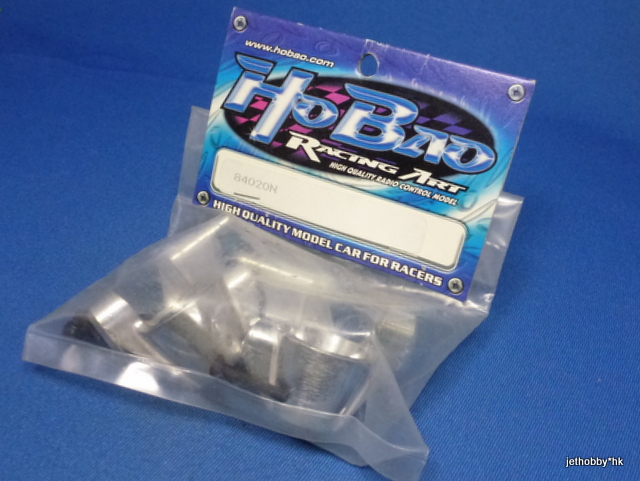 www.hobao.com
HoBao
Racing Art
HIGH QUALITY RADIO CONTROL MODEL
84020N
HIGH QUALITY MODEL CAR FOR RACERS
jethobby*hk